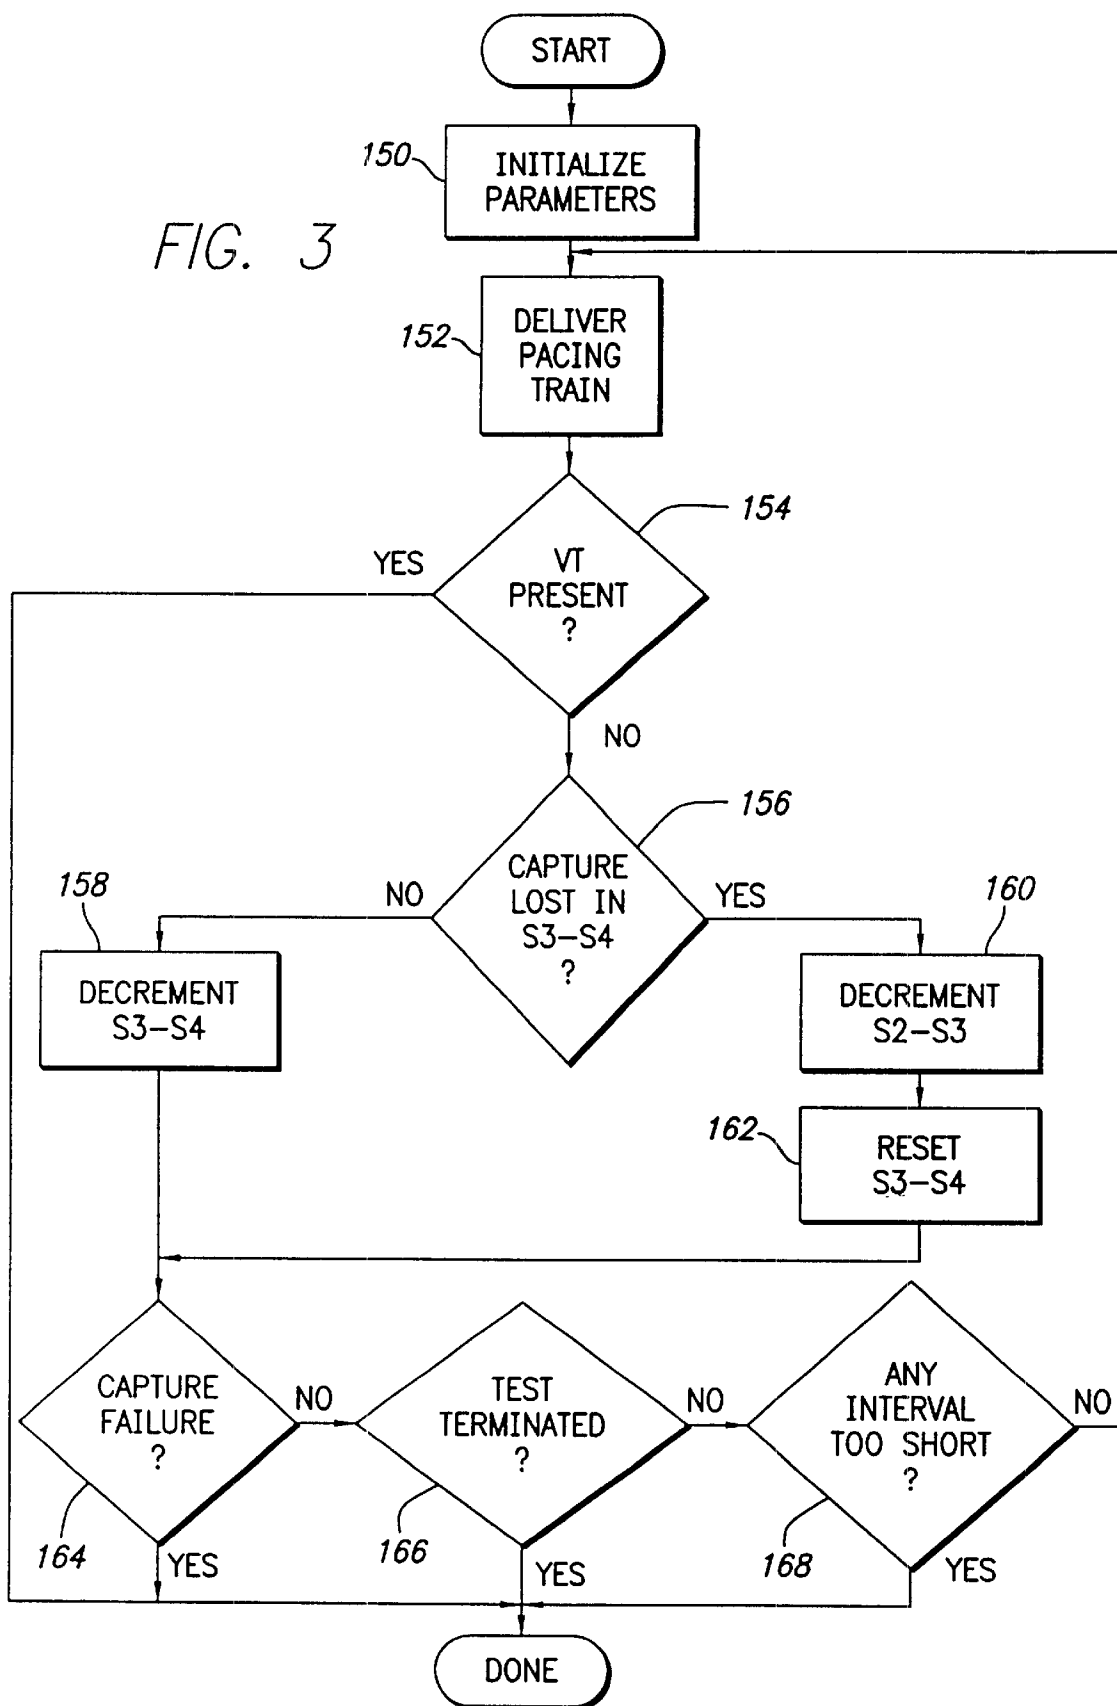 START
150
INITIALIZE
PARAMETERS
FIG. 3
152
DELIVER
PACING
TRAIN
154
YES
VT
PRESENT
?
NO
156
158
NO
CAPTURE
LOST IN
S3-S4
?
YES
160
DECREMENT
S3-S4
DECREMENT
S2-S3
162
RESET
S3-S4
CAPTURE
FAILURE
?
NO
TEST
TERMINATED
?
NO
ANY
INTERVAL
TOO SHORT
?
NO
164
YES
166
YES
168
YES
DONE